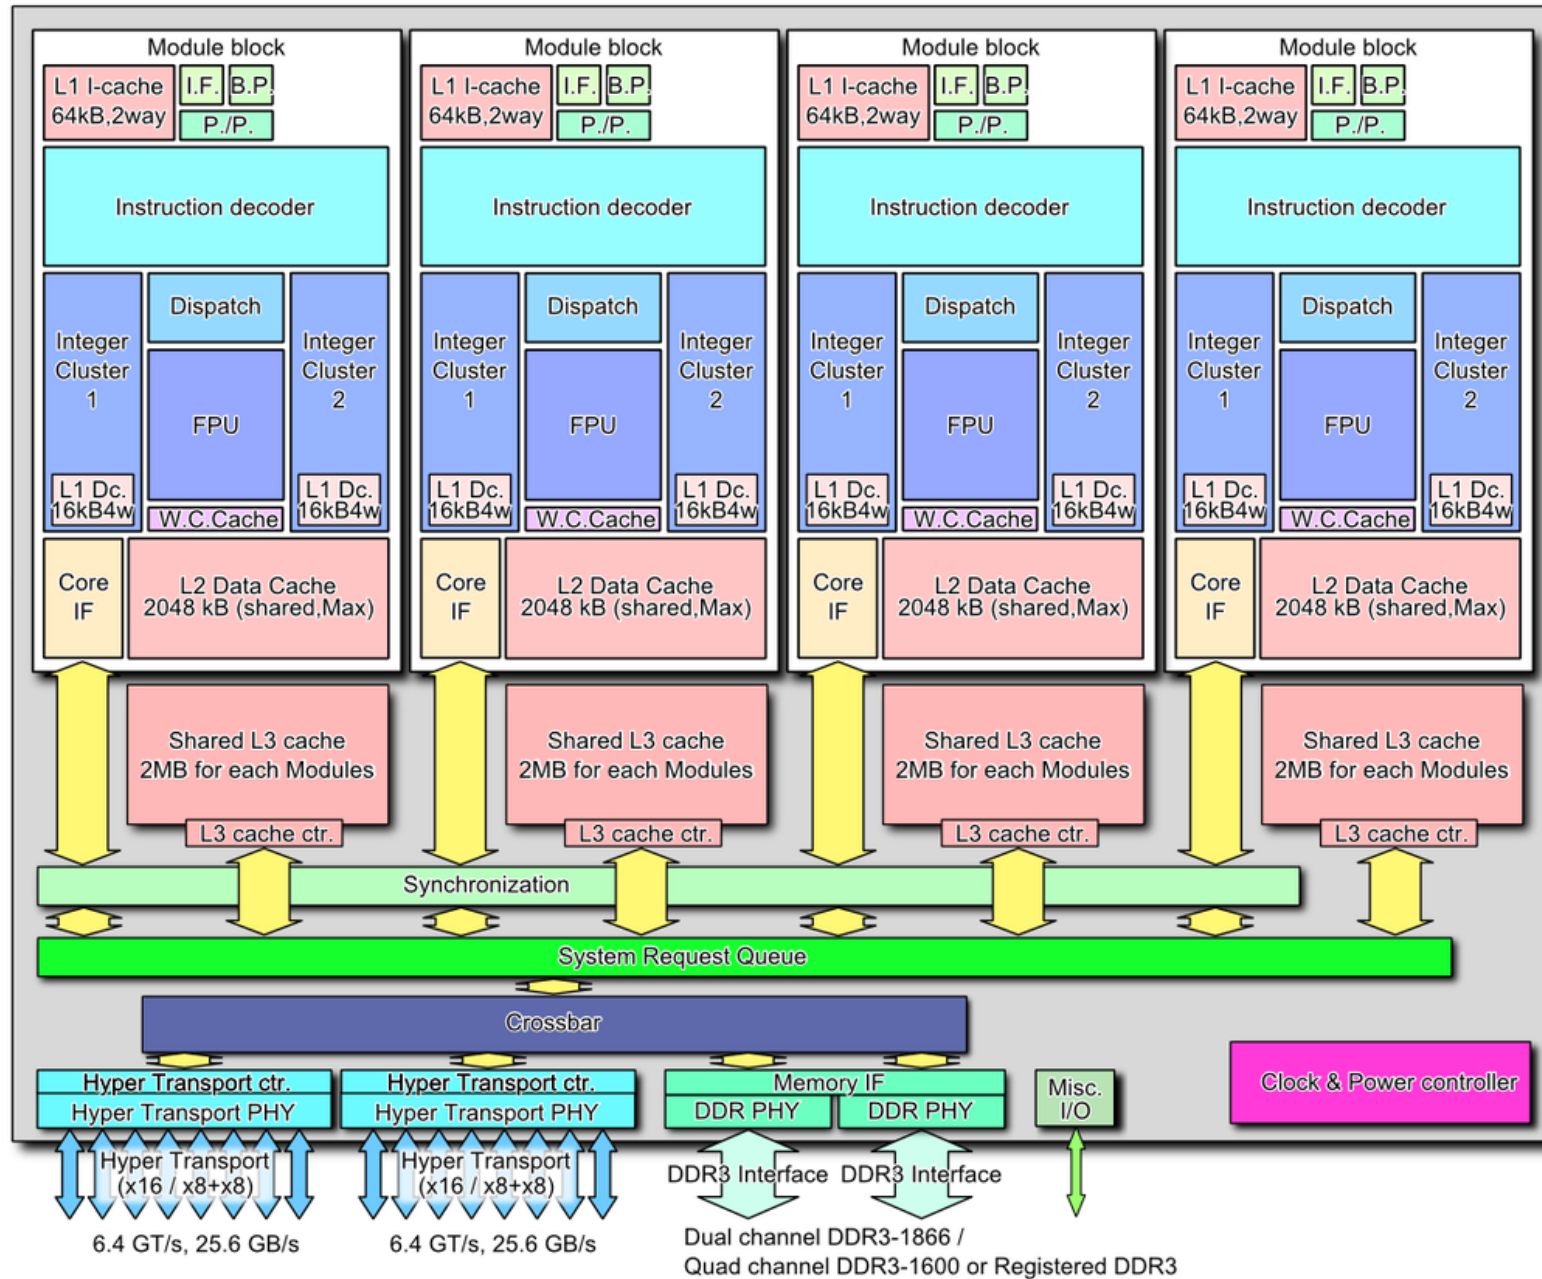 Module block
L1 I-cache
64kB,2way
I.F.
B.P.
P./P.
Instruction decoder
Integer
Cluster
1
Dispatch
FPU
Integer
Cluster
2
L1 Dc.
16kB4w
W.C.Cache
L1 Dc.
16kB4w
Core
IF
L2 Data Cache
2048 kB (shared,Max)
Module block
L1 I-cache
64kB,2way
I.F.
B.P.
P./P.
Instruction decoder
Integer
Cluster
1
Dispatch
FPU
Integer
Cluster
2
L1 Dc.
16kB4w
W.C.Cache
L1 Dc.
16kB4w
Core
IF
L2 Data Cache
2048 kB (shared,Max)
Module block
L1 I-cache
64kB,2way
I.F.
B.P.
P./P.
Instruction decoder
Integer
Cluster
1
Dispatch
FPU
Integer
Cluster
2
L1 Dc.
16kB4w
W.C.Cache
L1 Dc.
16kB4w
Core
IF
L2 Data Cache
2048 kB (shared,Max)
Module block
L1 I-cache
64kB,2way
I.F.
B.P.
P./P.
Instruction decoder
Integer
Cluster
1
Dispatch
FPU
Integer
Cluster
2
L1 Dc.
16kB4w
W.C.Cache
L1 Dc.
16kB4w
Core
IF
L2 Data Cache
2048 kB (shared,Max)
Shared L3 cache
2MB for each Modules
L3 cache ctr.
Shared L3 cache
2MB for each Modules
L3 cache ctr.
Shared L3 cache
2MB for each Modules
L3 cache ctr.
Shared L3 cache
2MB for each Modules
L3 cache ctr.
Synchronization
System Request Queue
Crossbar
Hyper Transport ctr.
Hyper Transport PHY
Hyper Transport ctr.
Hyper Transport PHY
Memory IF
DDR PHY
DDR PHY
Misc.
I/O
Clock & Power controller
Hyper Transport
(x16 / x8+x8)
Hyper Transport
(x16 / x8+x8)
DDR3 Interface
DDR3 Interface
6.4 GT/s, 25.6 GB/s
6.4 GT/s, 25.6 GB/s
Dual channel DDR3-1866 /
Quad channel DDR3-1600 or Registered DDR3